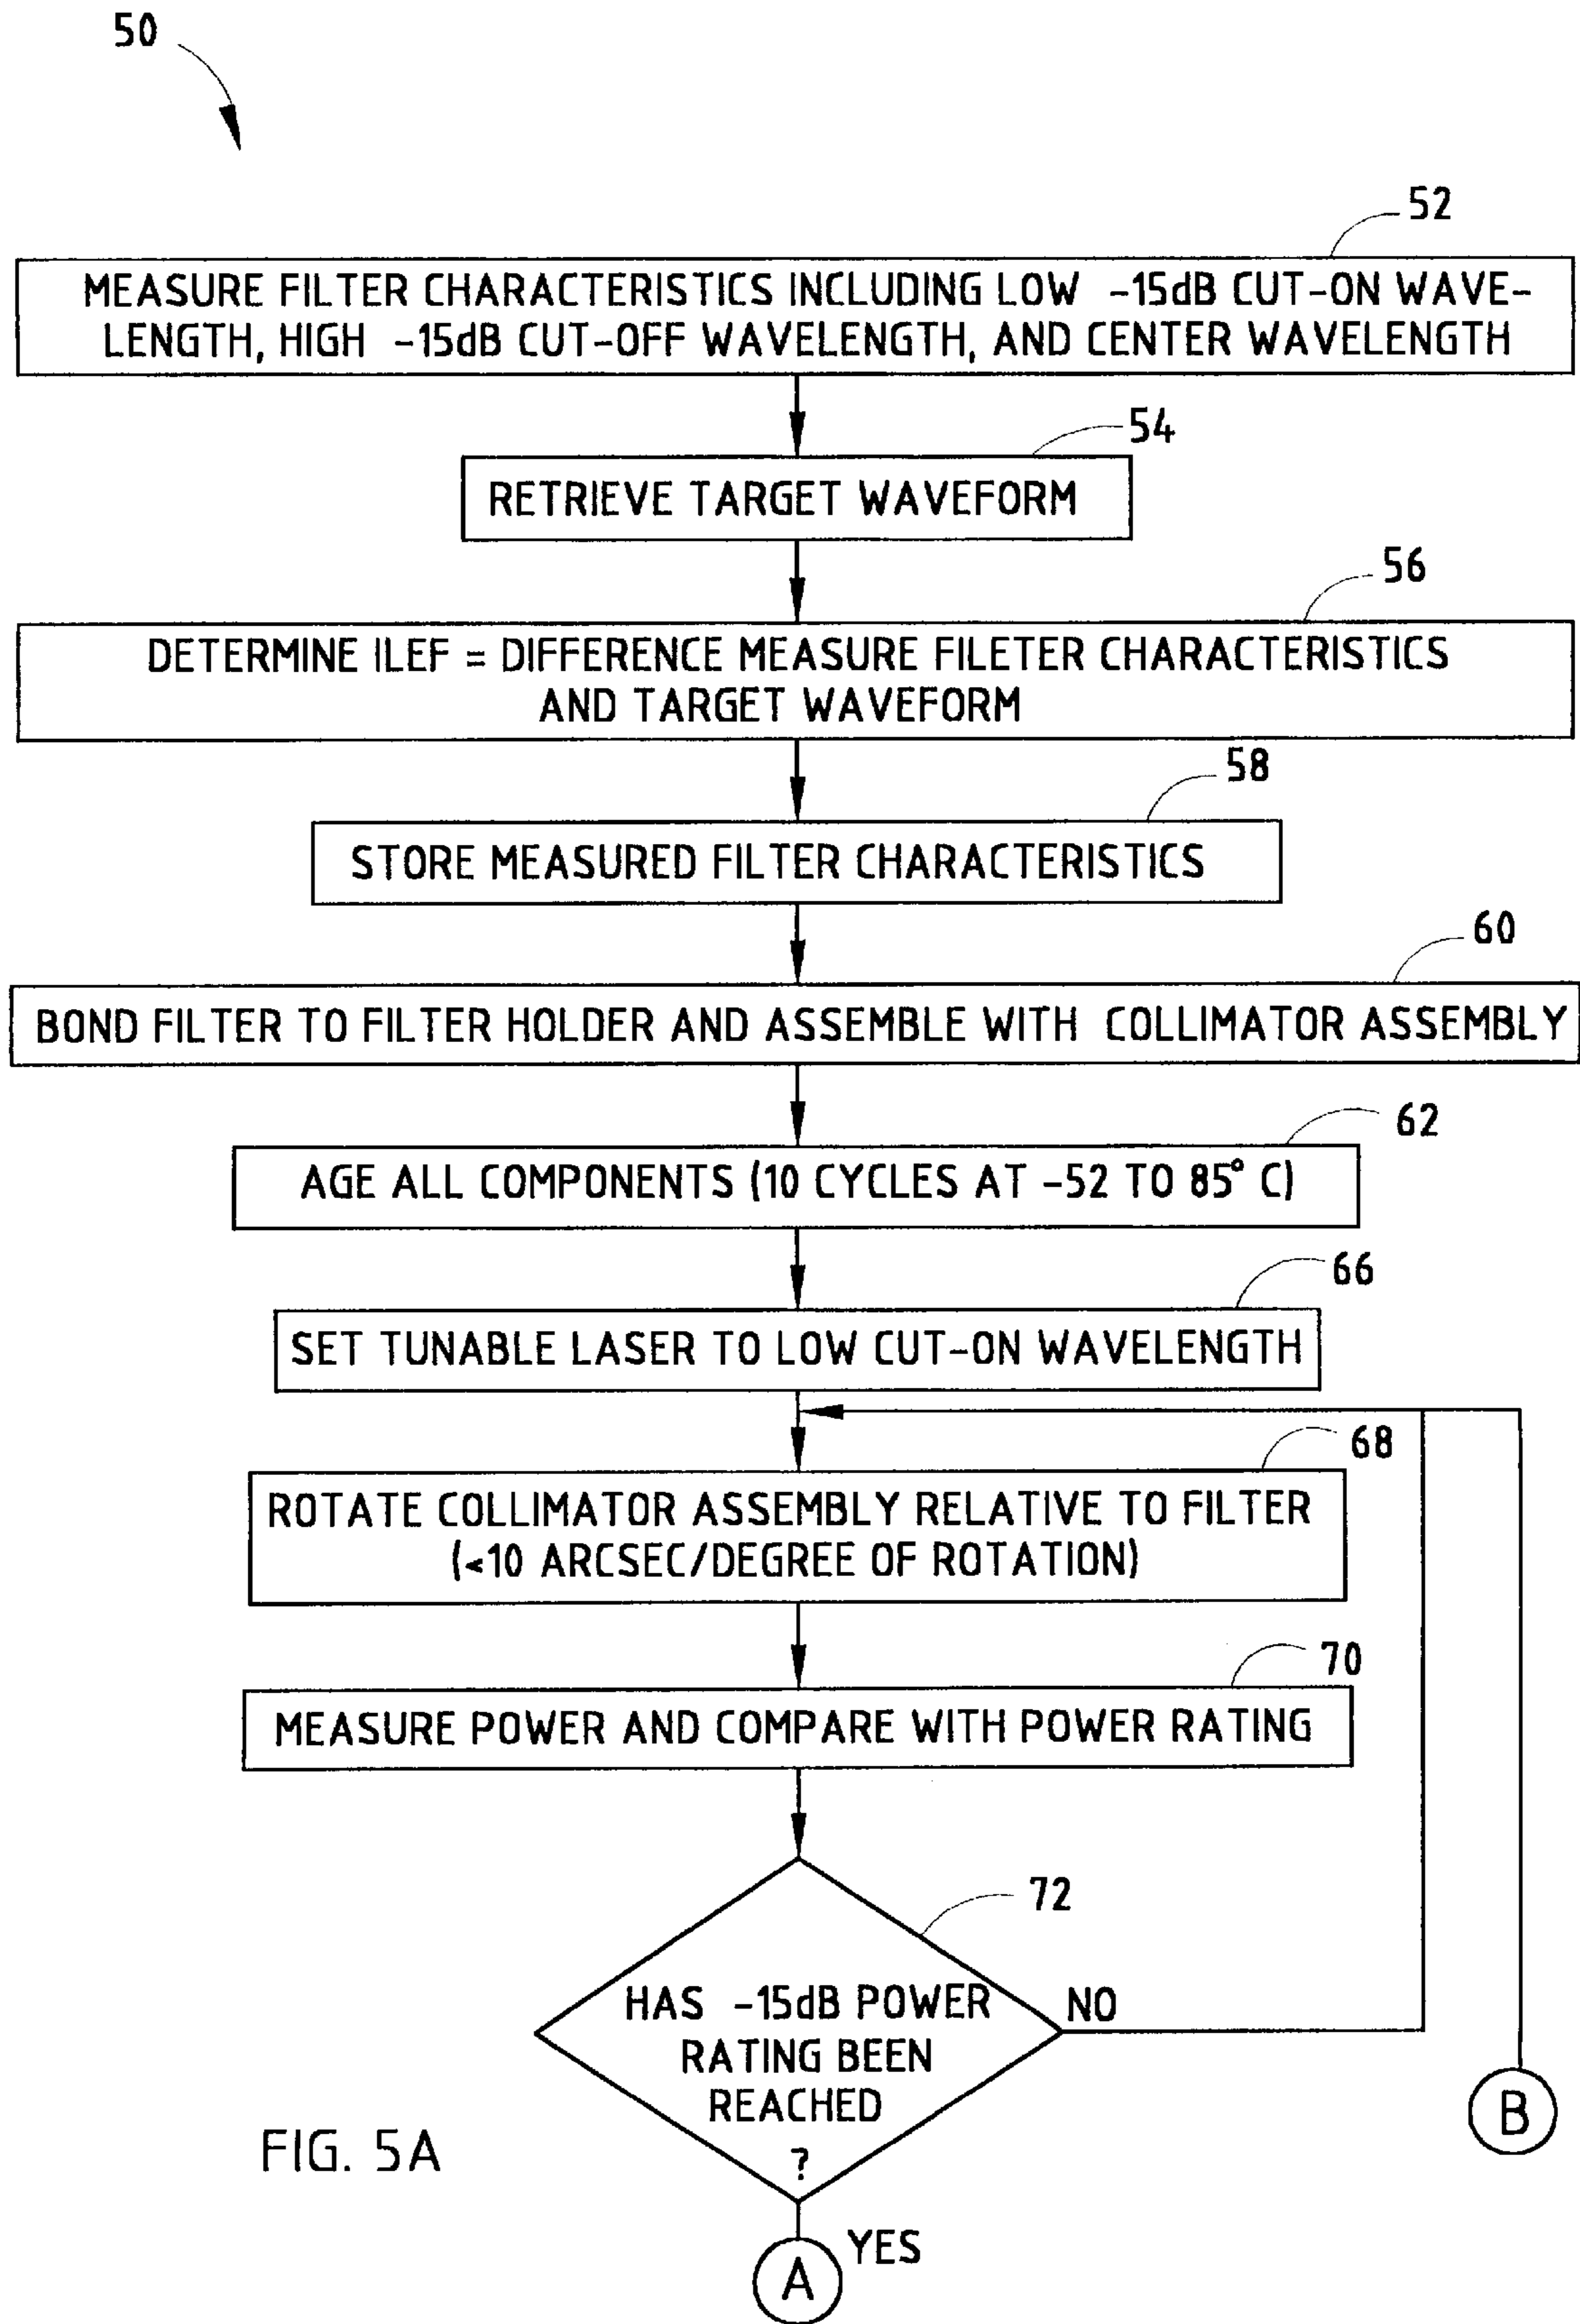 50
52
MEASURE FILTER CHARACTERISTICS INCLUDING LOW -15dB CUT-ON WAVE-
LENGTH, HIGH -15dB CUT-OFF WAVELENGTH, AND CENTER WAVELENGTH
54
RETRIEVE TARGET WAVEFORM
56
DETERMINE ILEF = DIFFERENCE MEASURE FILETER CHARACTERISTICS
AND TARGET WAVEFORM
58
STORE MEASURED FILTER CHARACTERISTICS
60
BOND FILTER TO FILTER HOLDER AND ASSEMBLE WITH COLLIMATOR ASSEMBLY
62
AGE ALL COMPONENTS (10 CYCLES AT -52 TO 85° C)
66
SET TUNABLE LASER TO LOW CUT-ON WAVELENGTH
68
ROTATE COLLIMATOR ASSEMBLY RELATIVE TO FILTER
(<10 ARCSEC/DEGREE OF ROTATION)
70
MEASURE POWER AND COMPARE WITH POWER RATING
72
HAS -15dB POWER
RATING BEEN
REACHED
?
NO
B
FIG. 5A
YES
A